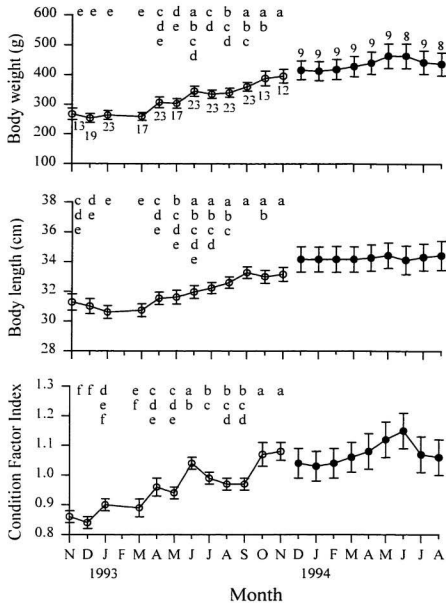 e e e e c d a c b a a a
d e b d c b b
e c d c
d
600
500
400
300
200
100
Body weight (g)
9 9 9 9 9 9 8 9 8
13 19 23 17 23 17 23 23 23 23 13 12
c d e e c b a a a a a a
d e d c b b b b
e e d c c c
e d d
e
38
36
34
32
30
28
Body length (cm)
f f d e c c a b b b a a
e f d d b c c c
f e e d d
1.3
1.2
1.1
1.0
0.9
0.8
Condition Factor Index
N D J F M A M J J A S O N D J F M A M J J A
1993 1994
Month